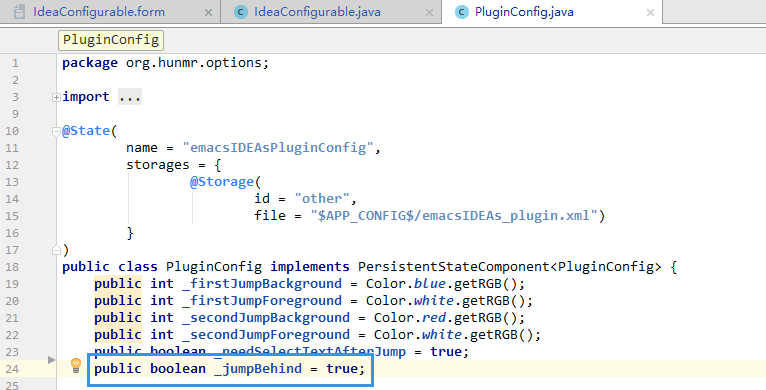 IdeaConfigurable.form × IdeaConfigurable.java × PluginConfig.java ×
PluginConfig
1 package org.hunmr.options;
2
3 import ...
9
10 @State(
11 name = "emacsIDEAsPluginConfig",
12 storages = {
13 @Storage(
14 id = "other",
15 file = "$APP_CONFIG$/emacsIDEAs_plugin.xml")
16 }
17 )
18 public class PluginConfig implements PersistentStateComponent<PluginConfig> {
19 public int _firstJumpBackground = Color.blue.getRGB();
20 public int _firstJumpForeground = Color.white.getRGB();
21 public int _secondJumpBackground = Color.red.getRGB();
22 public int _secondJumpForeground = Color.white.getRGB();
23 public boolean _needSelectTextAfterJump = true;
24 public boolean _jumpBehind = true;
25